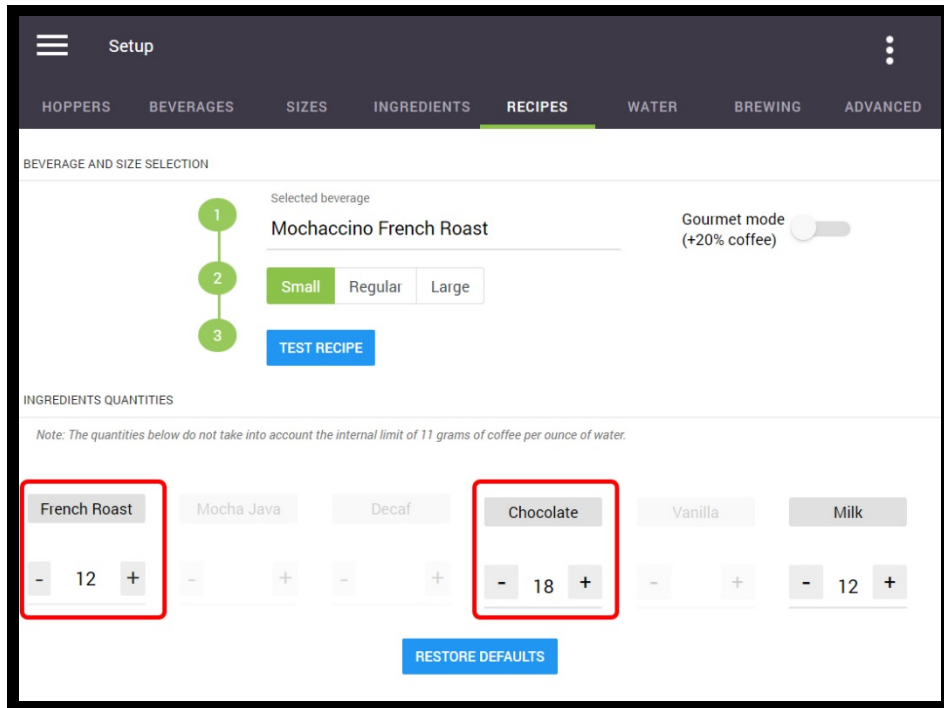 Setup
HOPPERS BEVERAGES SIZES INGREDIENTS RECIPES WATER BREWING ADVANCED
BEVERAGE AND SIZE SELECTION
1
Selected beverage
Mochaccino French Roast
Gourmet mode
(+20% coffee)
2
Small Regular Large
3
TEST RECIPE
INGREDIENTS QUANTITIES
Note: The quantities below do not take into account the internal limit of 11 grams of coffee per ounce of water.
French Roast Mocha Java Decaf Chocolate Vanilla Milk
- 12 + - + - + - 18 + - + - 12 +
RESTORE DEFAULTS